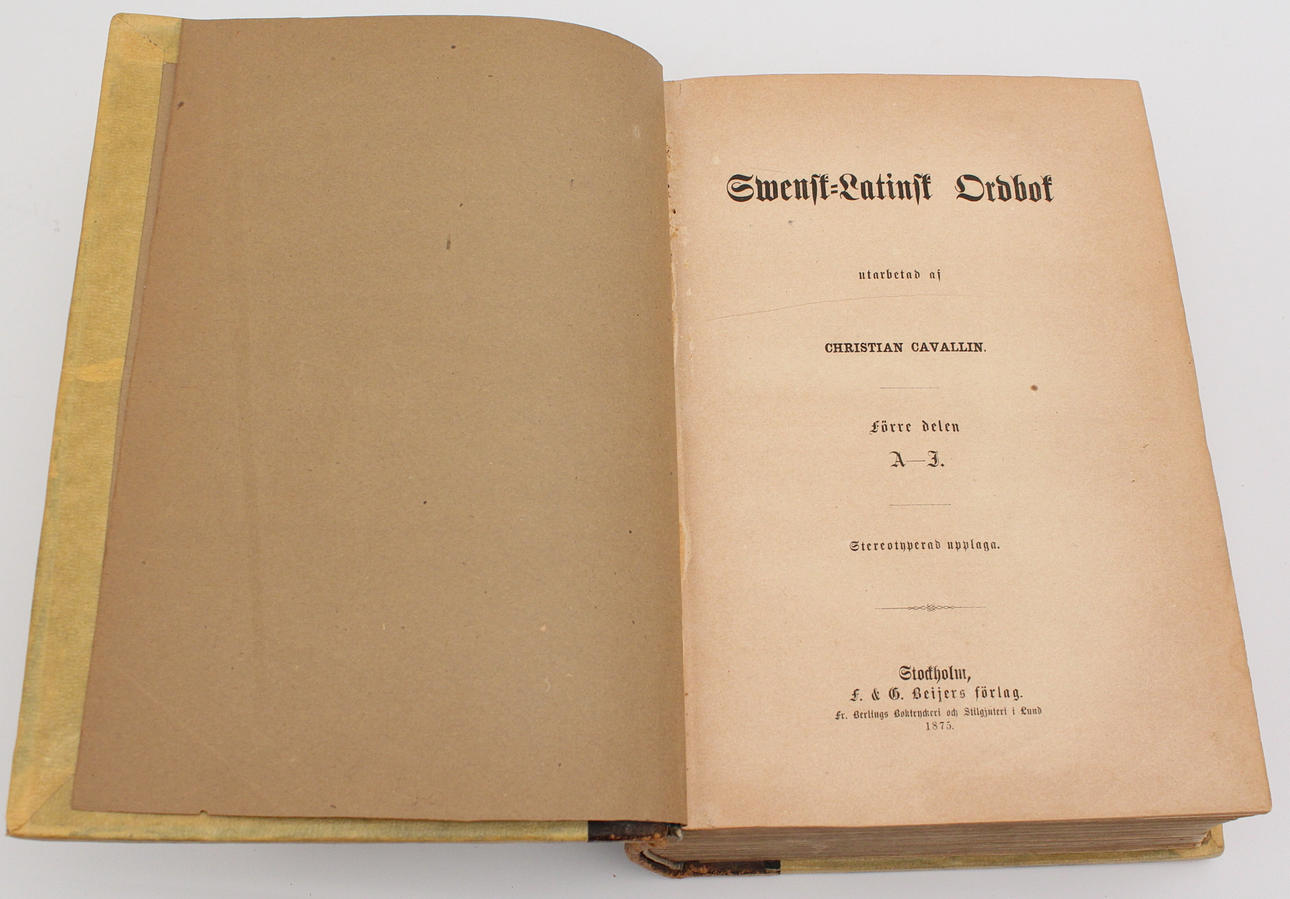 Swensk-Latinsk Ordbok
utarbetad af
CHRISTIAN CAVALLIN.
Förre delen
A—I.
Stereotyperad upplaga.
Stockholm,
F. & G. Beijers förlag.
Fr. Berlings Boktryckeri och Stilgjuteri i Lund
1875.